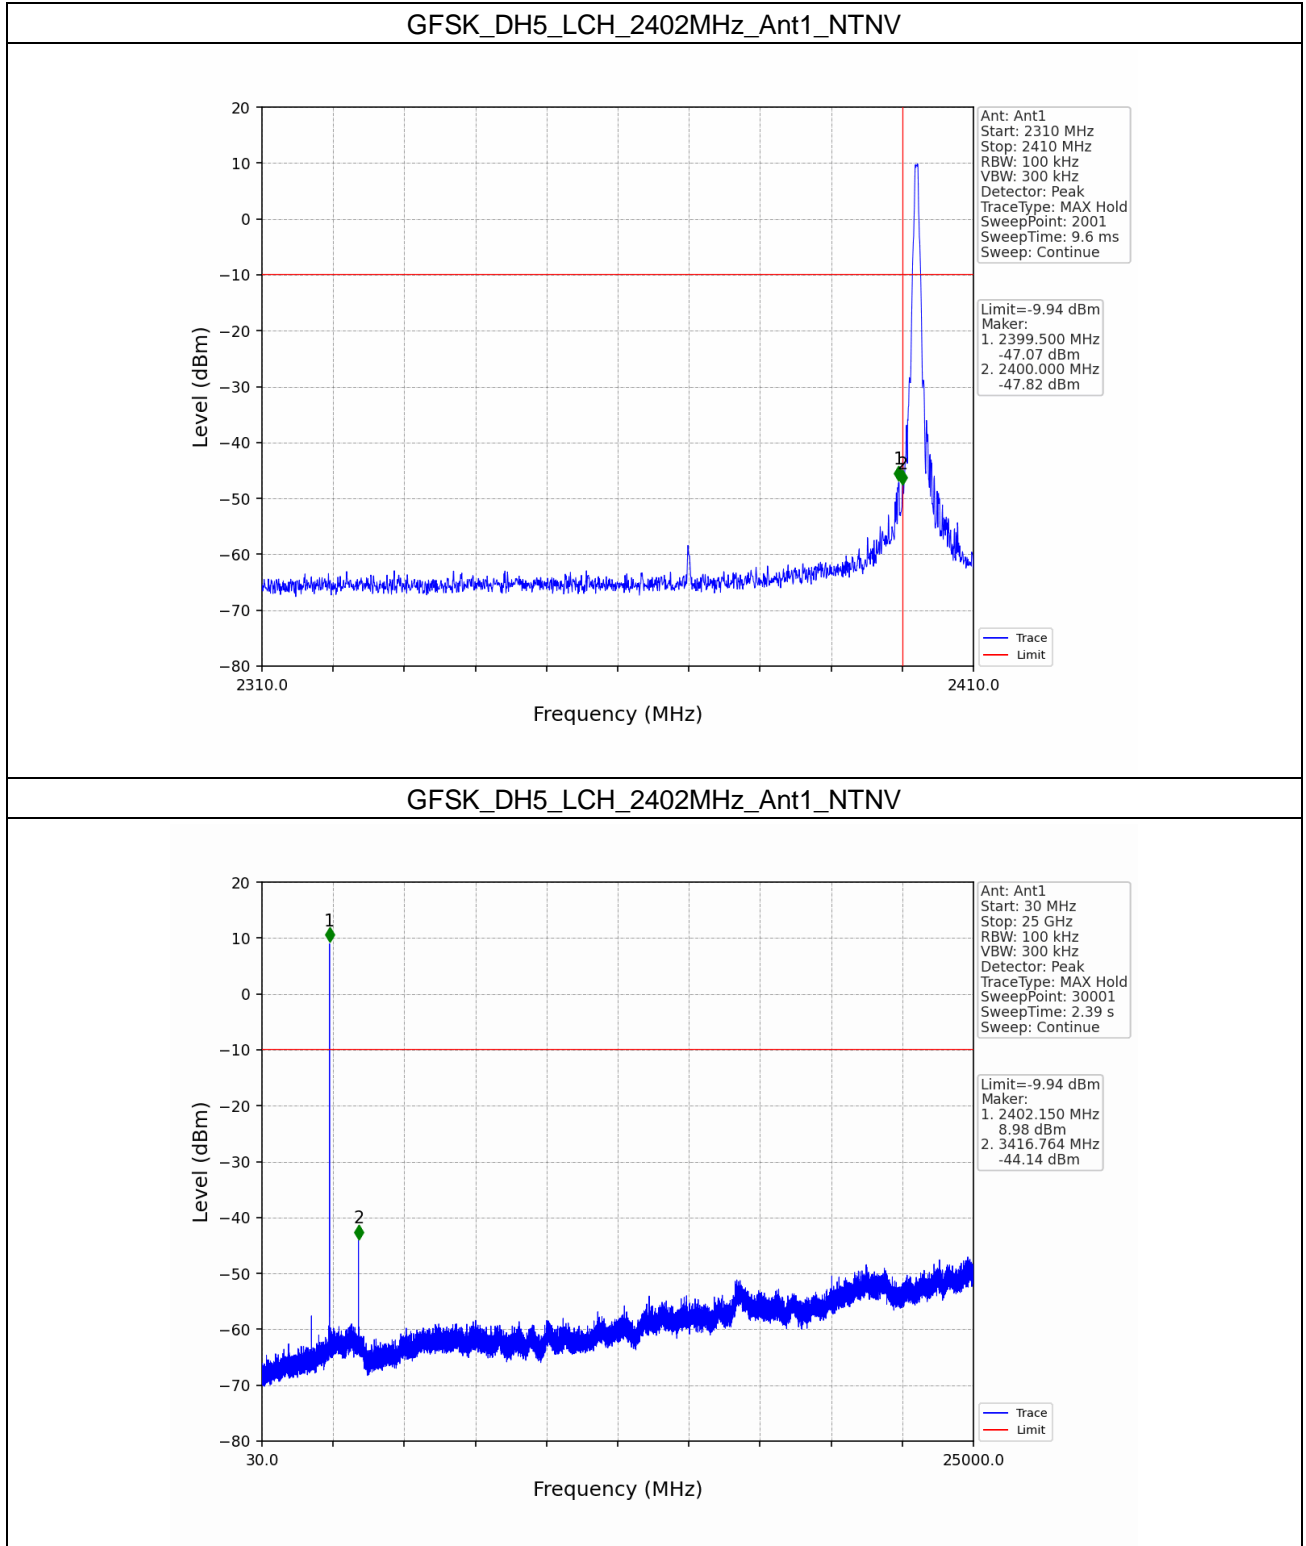 GFSK_DH5_LCH_2402MHz_Ant1_NTNV
20
10
0
−10
−20
−30
−40
−50
−60
−70
−80
Level (dBm)
1
2
2310.0
2410.0
Frequency (MHz)
Ant: Ant1
Start: 2310 MHz
Stop: 2410 MHz
RBW: 100 kHz
VBW: 300 kHz
Detector: Peak
TraceType: MAX Hold
SweepPoint: 2001
SweepTime: 9.6 ms
Sweep: Continue
Limit=-9.94 dBm
Maker:
1. 2399.500 MHz
-47.07 dBm
2. 2400.000 MHz
-47.82 dBm
Trace
Limit
GFSK_DH5_LCH_2402MHz_Ant1_NTNV
20
10
0
−10
−20
−30
−40
−50
−60
−70
−80
Level (dBm)
1
2
30.0
25000.0
Frequency (MHz)
Ant: Ant1
Start: 30 MHz
Stop: 25 GHz
RBW: 100 kHz
VBW: 300 kHz
Detector: Peak
TraceType: MAX Hold
SweepPoint: 30001
SweepTime: 2.39 s
Sweep: Continue
Limit=-9.94 dBm
Maker:
1. 2402.150 MHz
8.98 dBm
2. 3416.764 MHz
-44.14 dBm
Trace
Limit